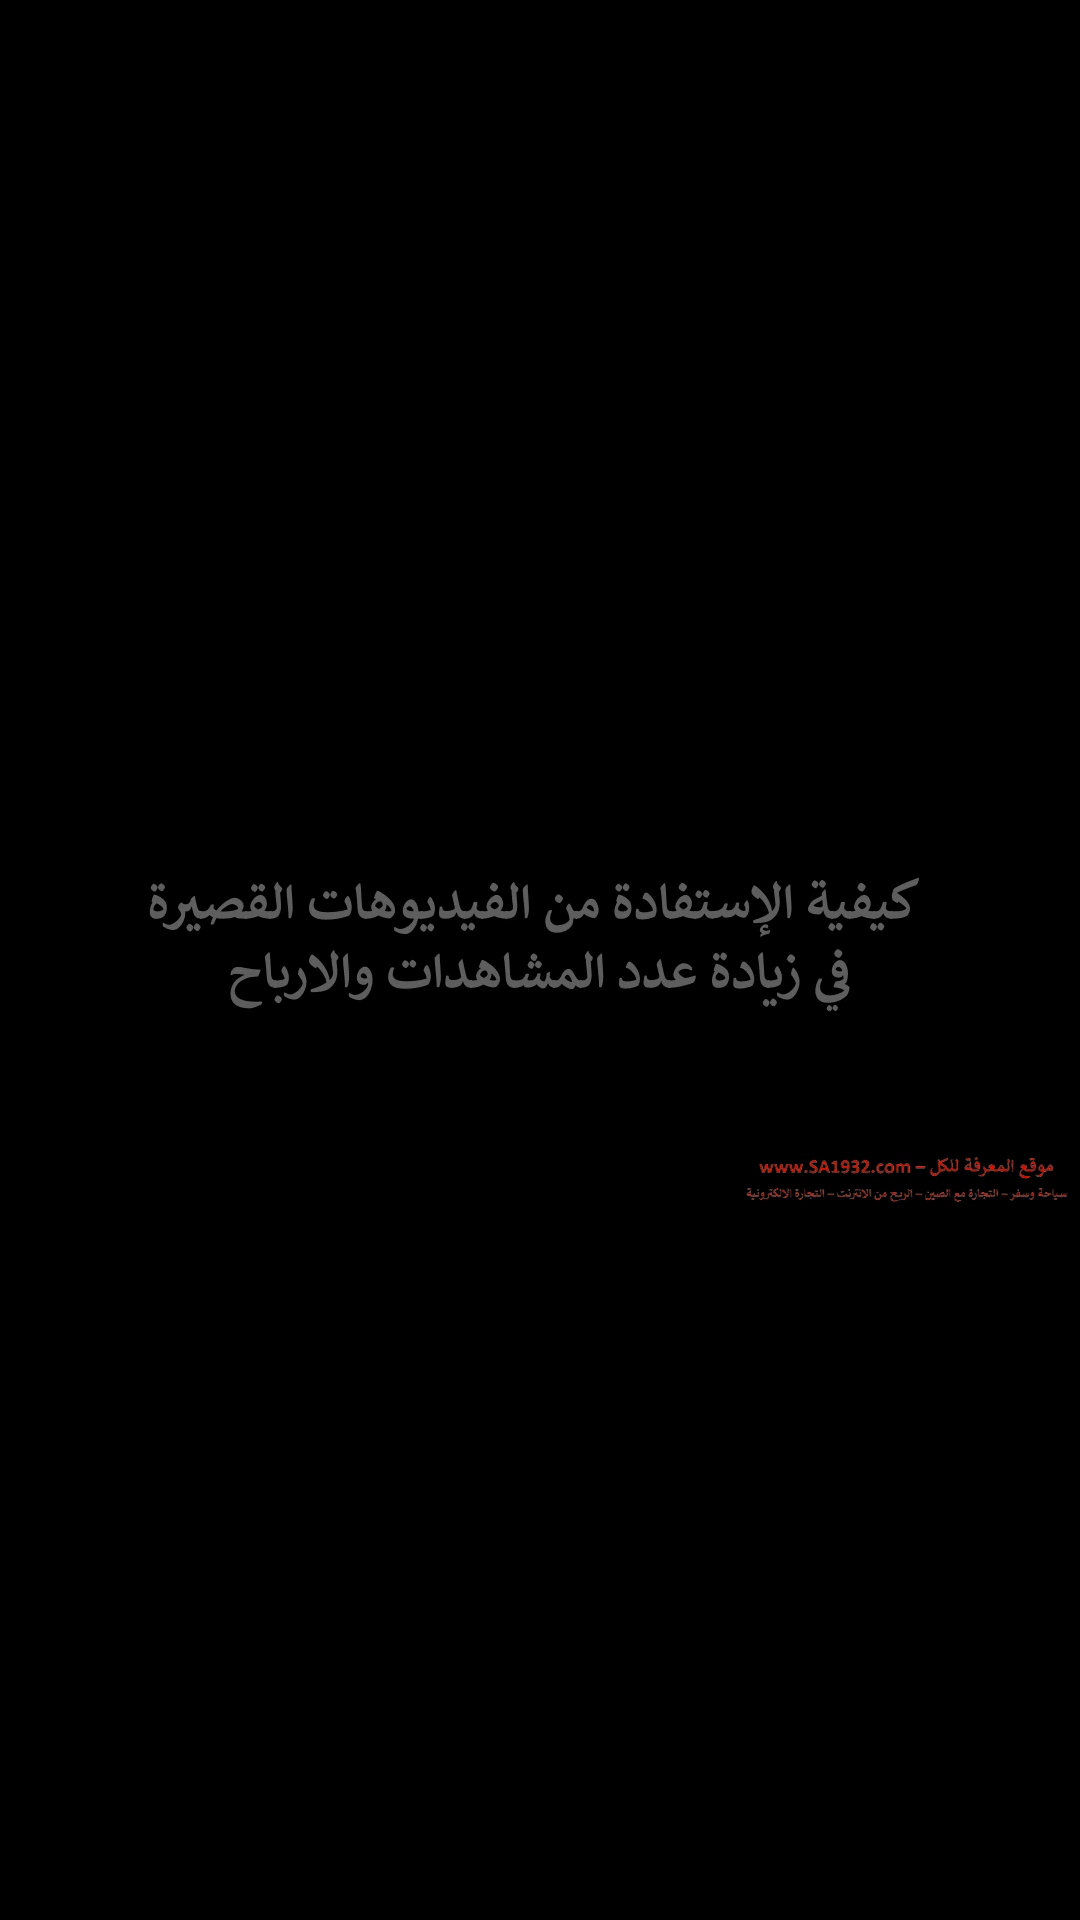 كيفية الإستفادة من الفيديوهات القصيرة
في زيادة عدد المشاهدات والارباح
موقع المعرفة للكل – www.SA1932.com
سياحة وسفر – التجارة مع الصين – الربح من الانترنت – التجارة الالكترونية